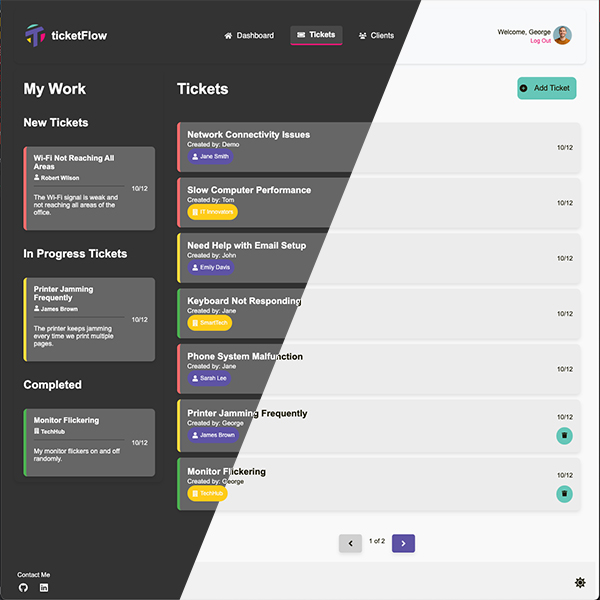 ticketFlow
Dashboard
Tickets
Clients
Welcome, George
Log Out
My Work
New Tickets
Wi-Fi Not Reaching All
Areas
Robert Wilson
10/12
The Wi-Fi signal is weak and
not reaching all areas of the
office.
In Progress Tickets
Printer Jamming
Frequently
James Brown
10/12
The printer keeps jamming
every time we print multiple
pages.
Completed
Monitor Flickering
TechHub
10/12
My monitor flickers on and off
randomly.
Tickets
Add Ticket
Network Connectivity Issues
Created by: Demo
Jane Smith
10/12
Slow Computer Performance
Created by: Tom
IT Innovators
10/12
Need Help with Email Setup
Created by: John
Emily Davis
10/12
Keyboard Not Responding
Created by: Jane
SmartTech
10/12
Phone System Malfunction
Created by: Jane
Sarah Lee
10/12
Printer Jamming Frequently
Created by: George
James Brown
10/12
Monitor Flickering
Created by: George
TechHub
10/12
1 of 2
Contact Me